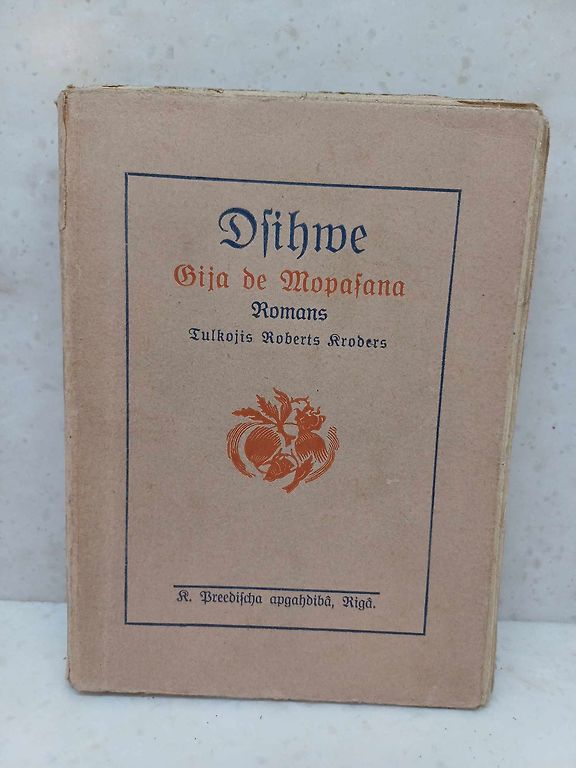 Dſihwe
Gija de Mopaſana
Romans
Tulkojis Roberts Kroders
K. Preediſcha apgahdibâ, Rigâ.